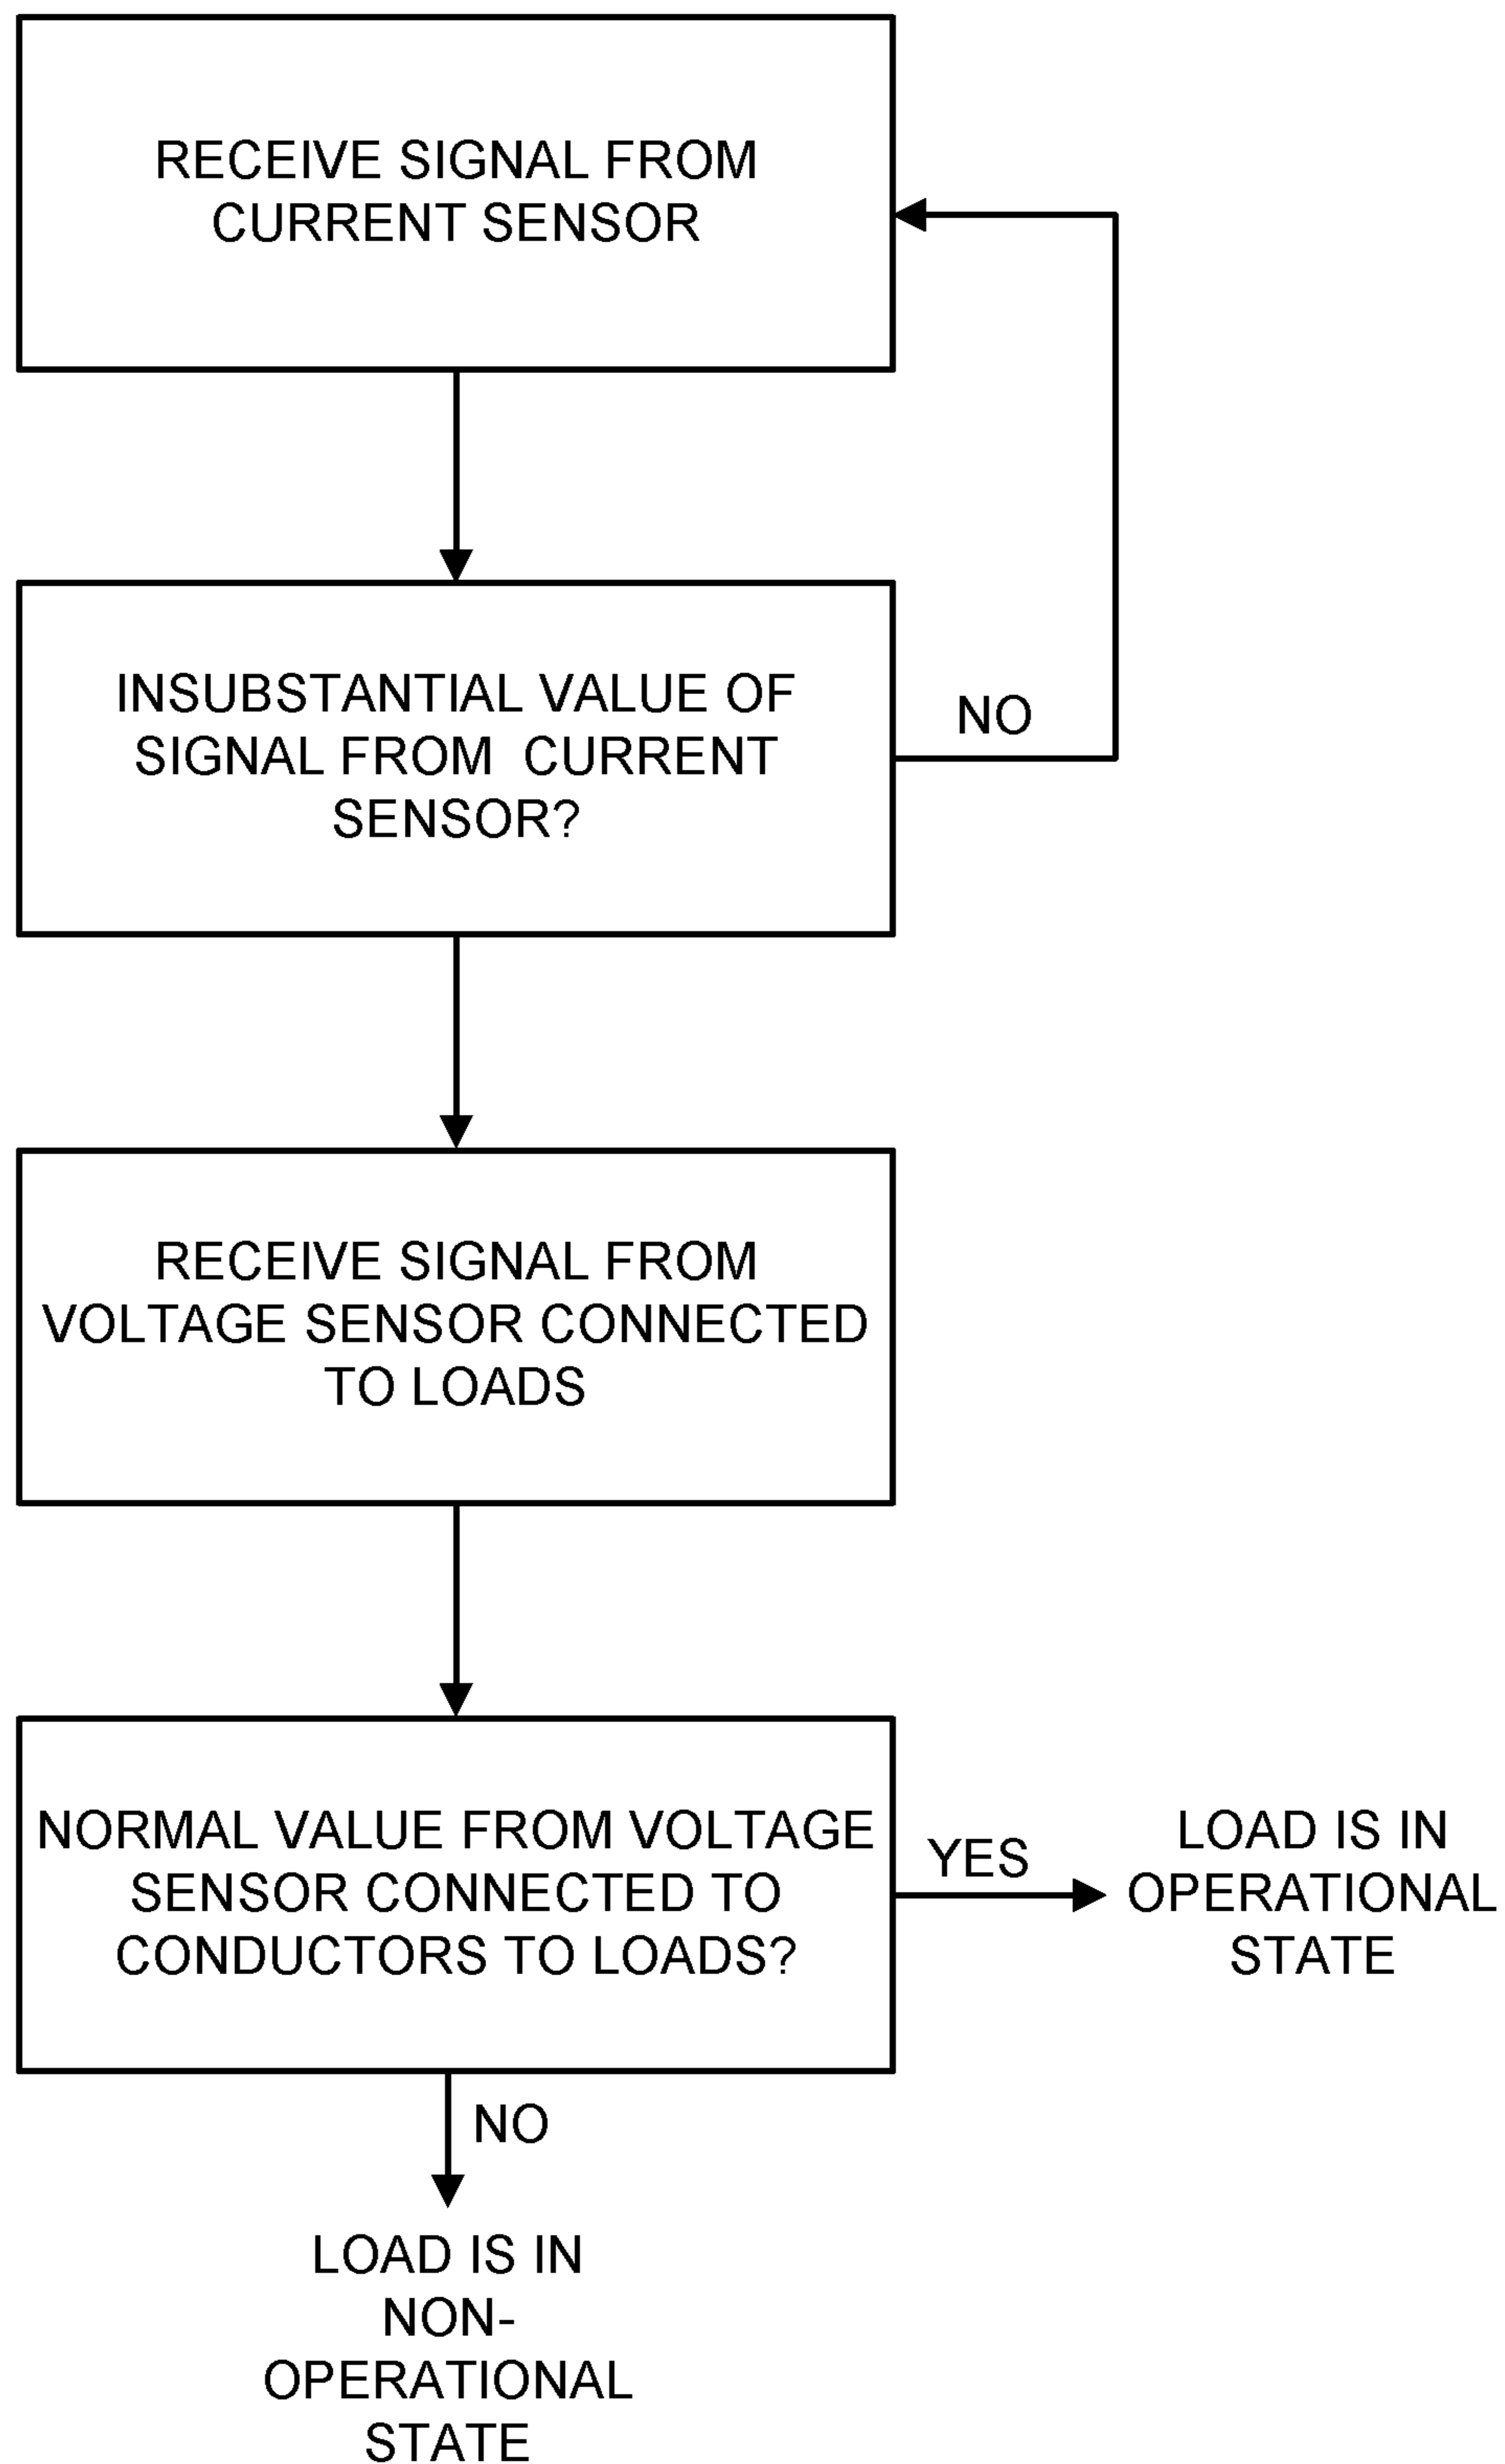 RECEIVE SIGNAL FROM
CURRENT SENSOR
INSUBSTANTIAL VALUE OF
SIGNAL FROM CURRENT
SENSOR?
NO
RECEIVE SIGNAL FROM
VOLTAGE SENSOR CONNECTED
TO LOADS
NORMAL VALUE FROM VOLTAGE
SENSOR CONNECTED TO
CONDUCTORS TO LOADS?
YES
LOAD IS IN
OPERATIONAL
STATE
NO
LOAD IS IN
NON-
OPERATIONAL
STATE